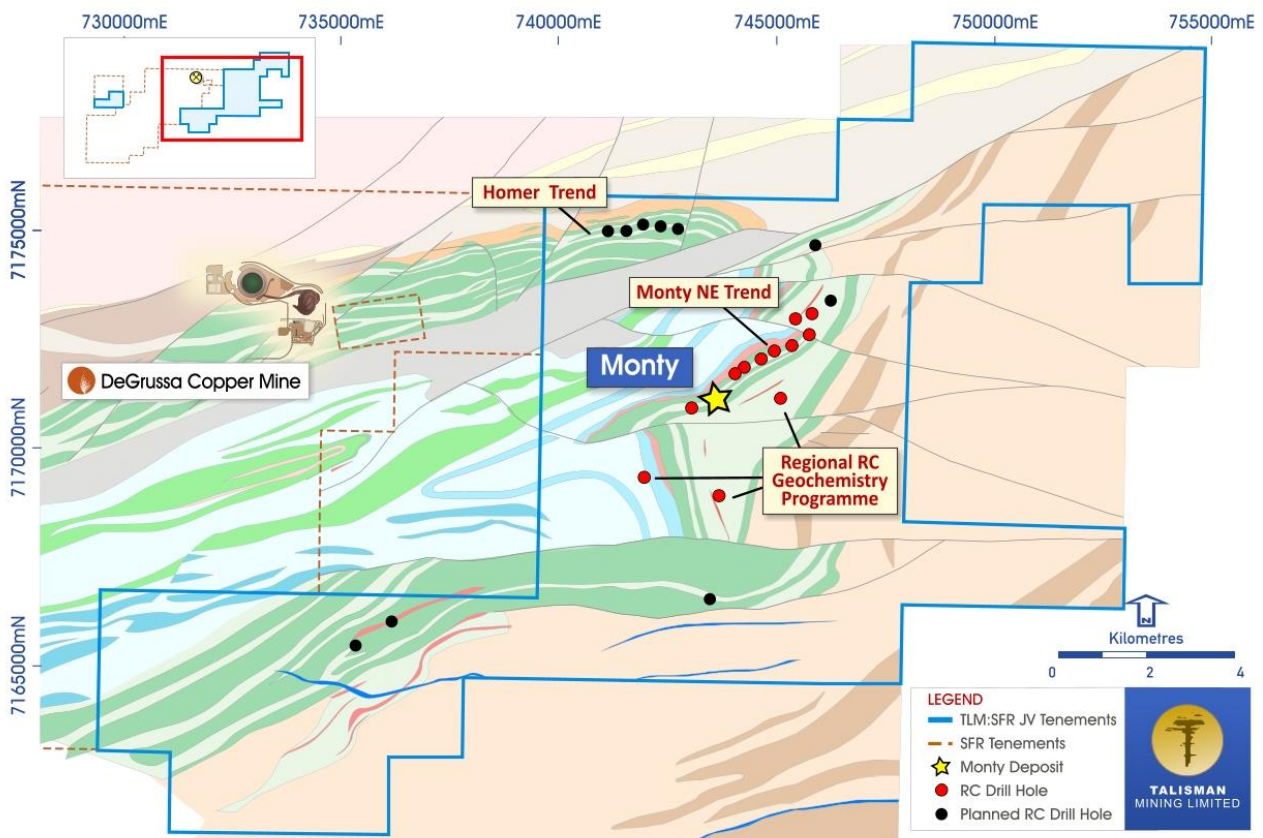 730000mE
735000mE
740000mE
745000mE
750000mE
755000mE
7175000mN
7170000mN
7165000mN
Homer Trend
Monty NE Trend
Monty
DeGrussa Copper Mine
Regional RC
Geochemistry
Programme
N
Kilometres
0 2 4
LEGEND
TLM:SFR JV Tenements
SFR Tenements
Monty Deposit
RC Drill Hole
Planned RC Drill Hole
TALISMAN
MINING LIMITED